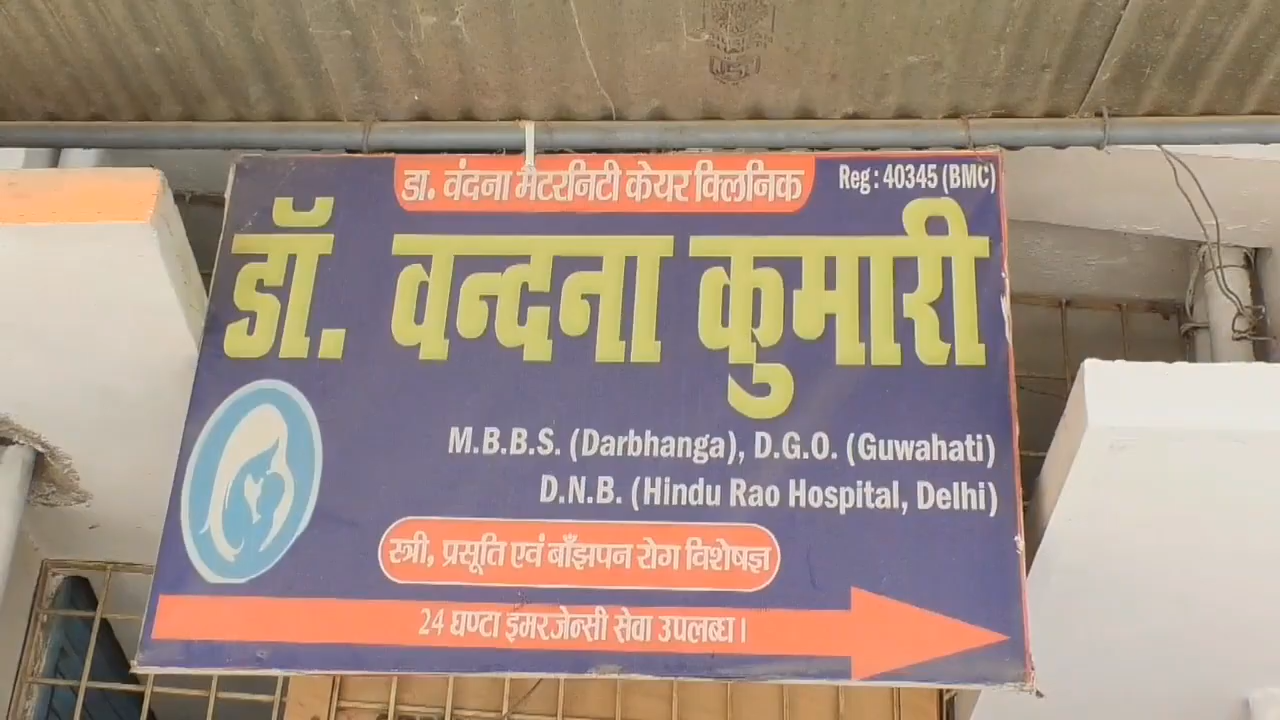 डा. वंदना मैटरनिटी केयर क्लिनिक
Reg : 40345 (BMC)
डॉ. वन्दना कुमारी
M.B.B.S. (Darbhanga), D.G.O. (Guwahati)
D.N.B. (Hindu Rao Hospital, Delhi)
स्त्री, प्रसूति एवं बाँझपन रोग विशेषज्ञ
24 घण्टा इमरजेन्सी सेवा उपलब्ध।